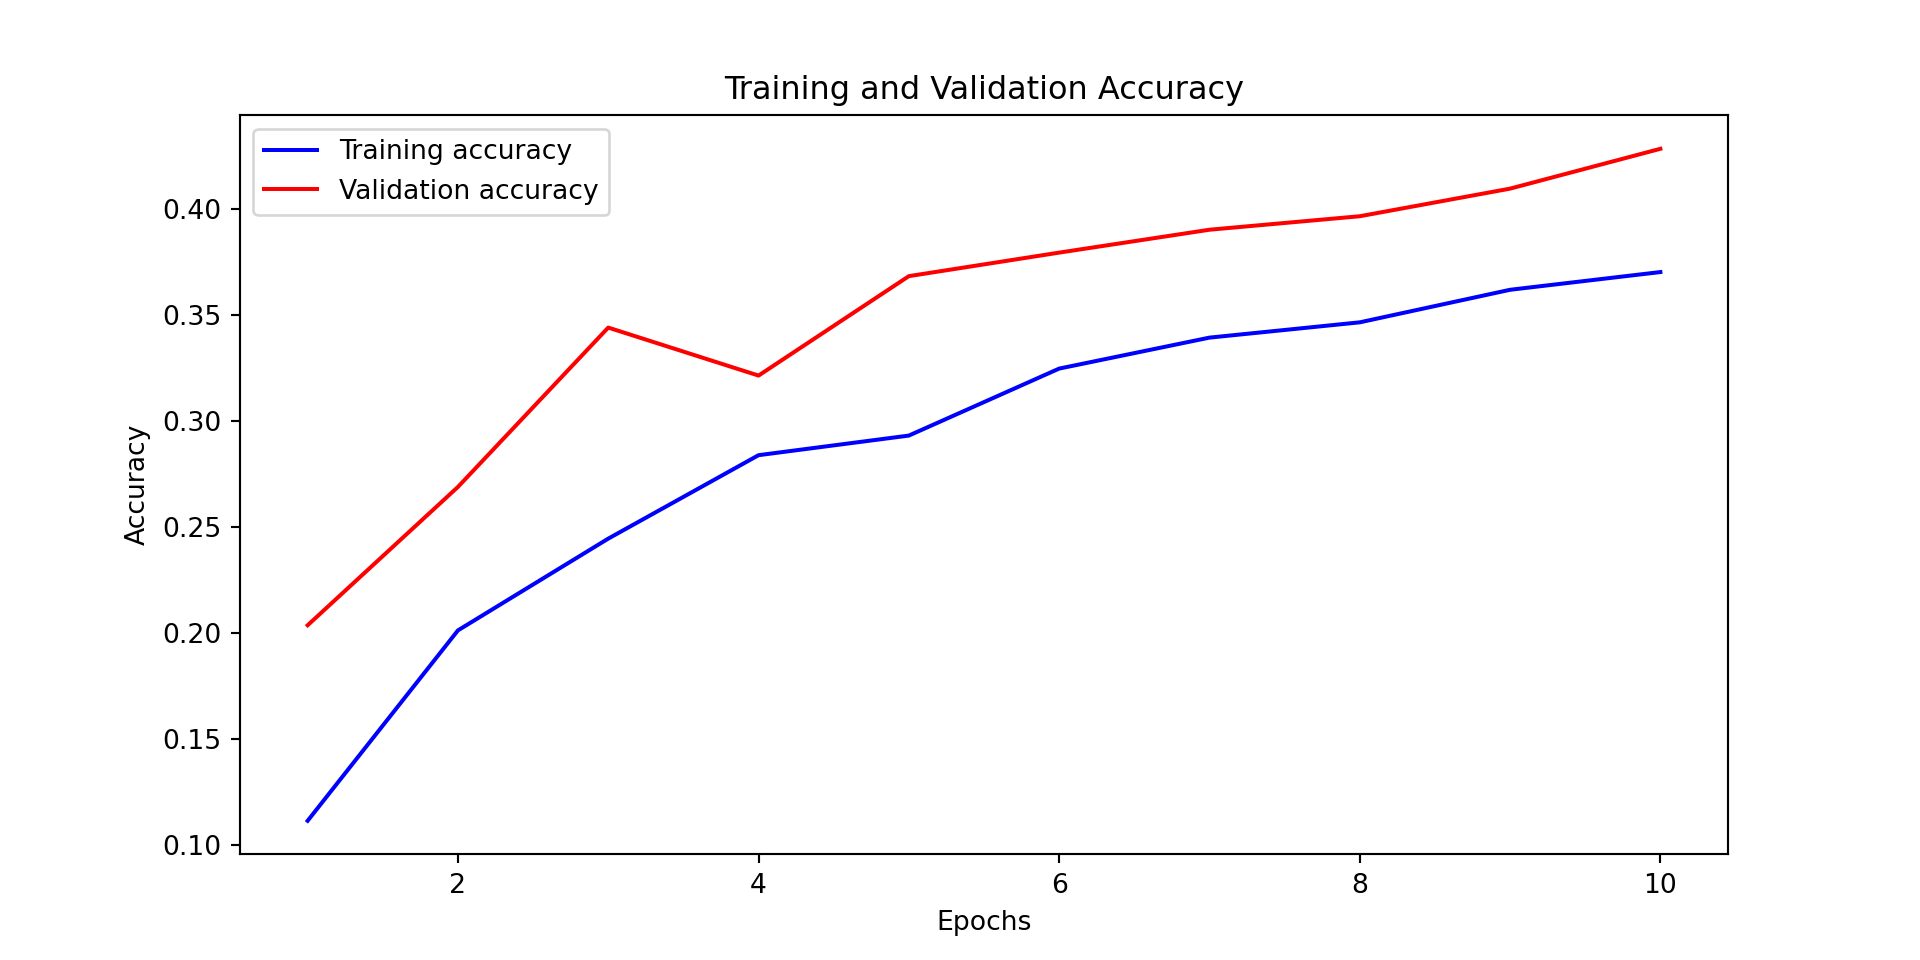 Training and Validation Accuracy
Training accuracy
Validation accuracy
0.40
0.35
0.30
0.25
0.20
0.15
0.10
Accuracy
2 4 6 8 10
Epochs